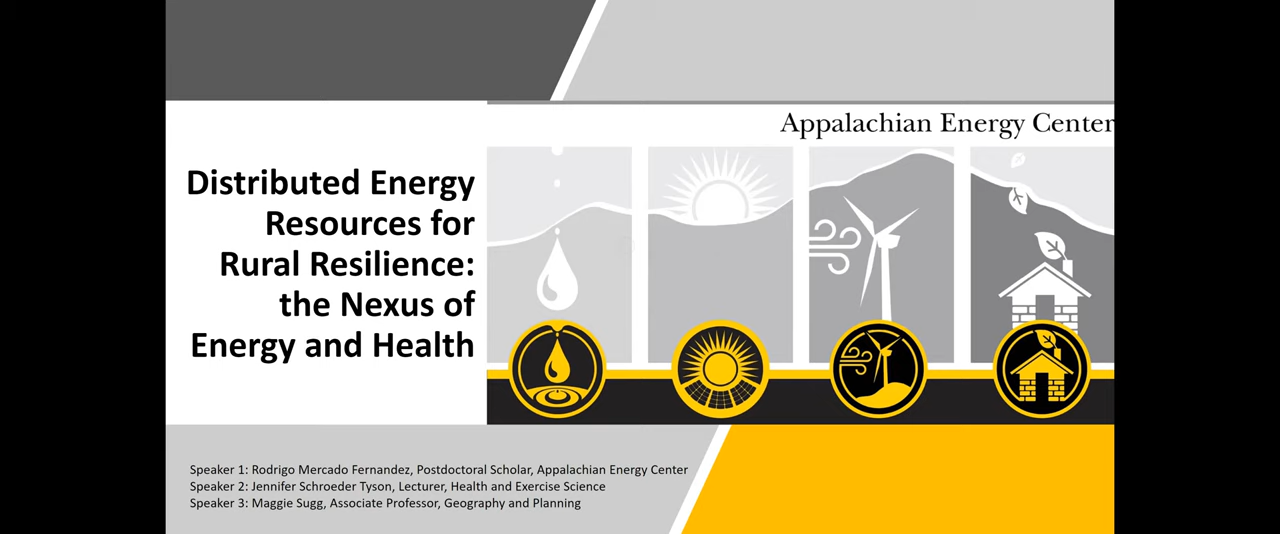 Appalachian Energy Center
Distributed Energy
Resources for
Rural Resilience:
the Nexus of
Energy and Health
Speaker 1: Rodrigo Mercado Fernandez, Postdoctoral Scholar, Appalachian Energy Center
Speaker 2: Jennifer Schroeder Tyson, Lecturer, Health and Exercise Science
Speaker 3: Maggie Sugg, Associate Professor, Geography and Planning